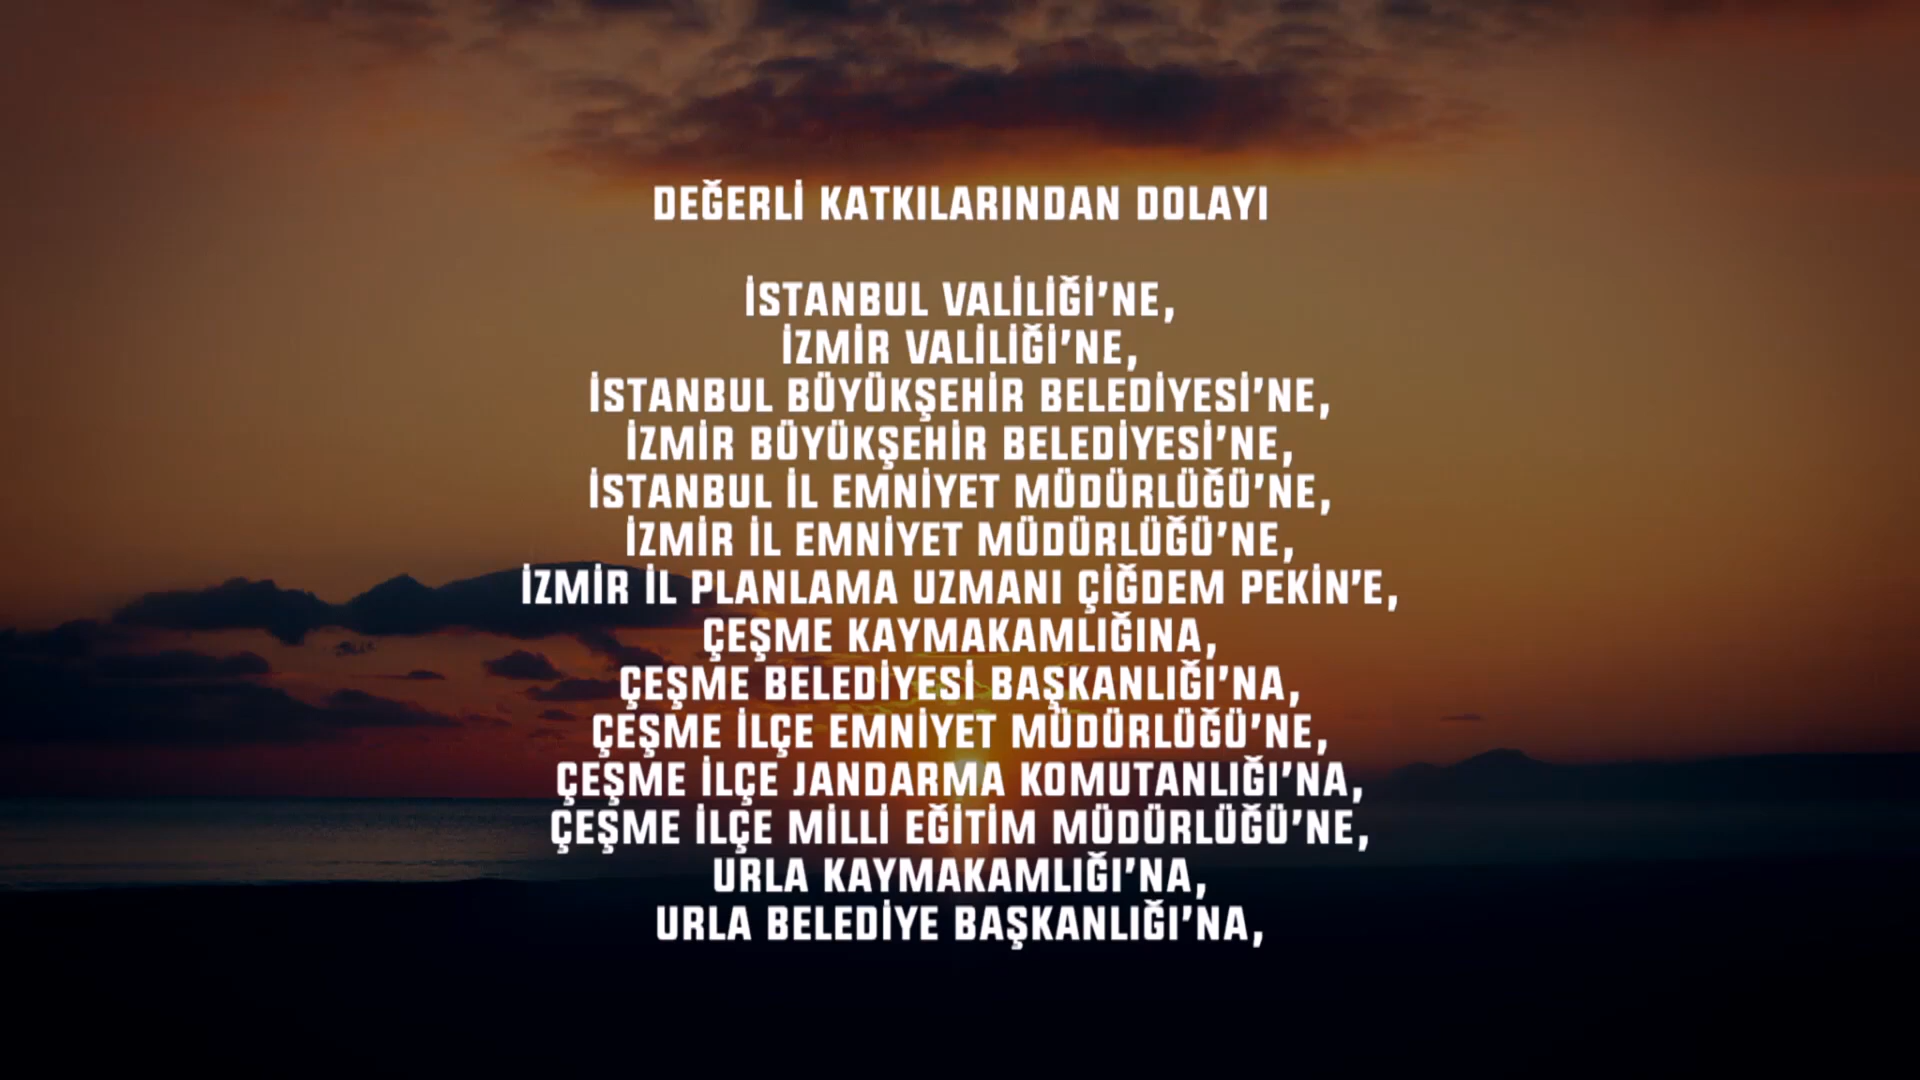 DEĞERLİ KATKILARINDAN DOLAYI
İSTANBUL VALİLİĞİ'NE,
İZMİR VALİLİĞİ'NE,
İSTANBUL BÜYÜKŞEHİR BELEDİYESİ'NE,
İZMİR BÜYÜKŞEHİR BELEDİYESİ'NE,
İSTANBUL İL EMNİYET MÜDÜRLÜĞÜ'NE,
İZMİR İL EMNİYET MÜDÜRLÜĞÜ'NE,
İZMİR İL PLANLAMA UZMANI ÇİĞDEM PEKİN'E,
ÇEŞME KAYMAKAMLIĞINA,
ÇEŞME BELEDİYESİ BAŞKANLIĞI'NA,
ÇEŞME İLÇE EMNİYET MÜDÜRLÜĞÜ'NE,
ÇEŞME İLÇE JANDARMA KOMUTANLIĞI'NA,
ÇEŞME İLÇE MİLLİ EĞİTİM MÜDÜRLÜĞÜ'NE,
URLA KAYMAKAMLIĞI'NA,
URLA BELEDİYE BAŞKANLIĞI'NA,